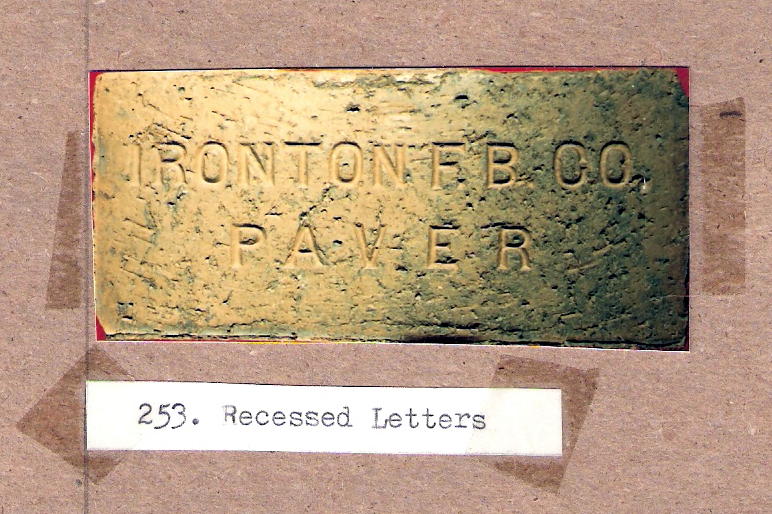 IRONTON F.B. CO.
PAVER
253. Recessed Letters